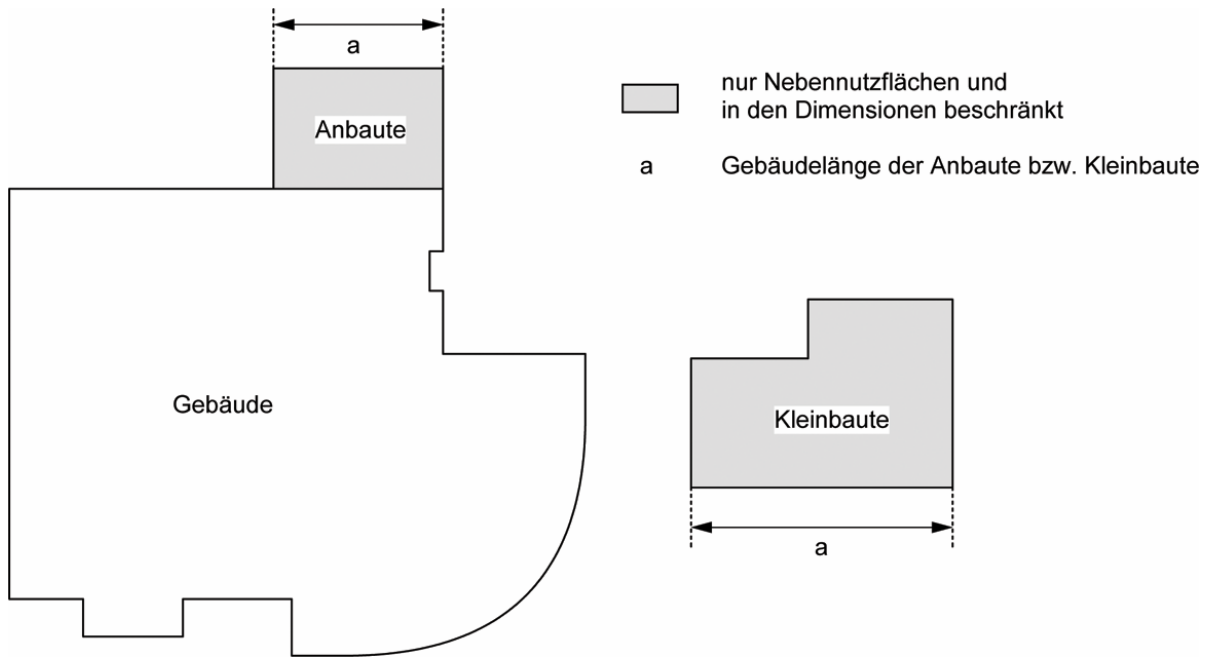 a
Anbaute
nur Nebennutzflächen und
in den Dimensionen beschränkt
a Gebäudelänge der Anbaute bzw. Kleinbaute
Gebäude
Kleinbaute
a